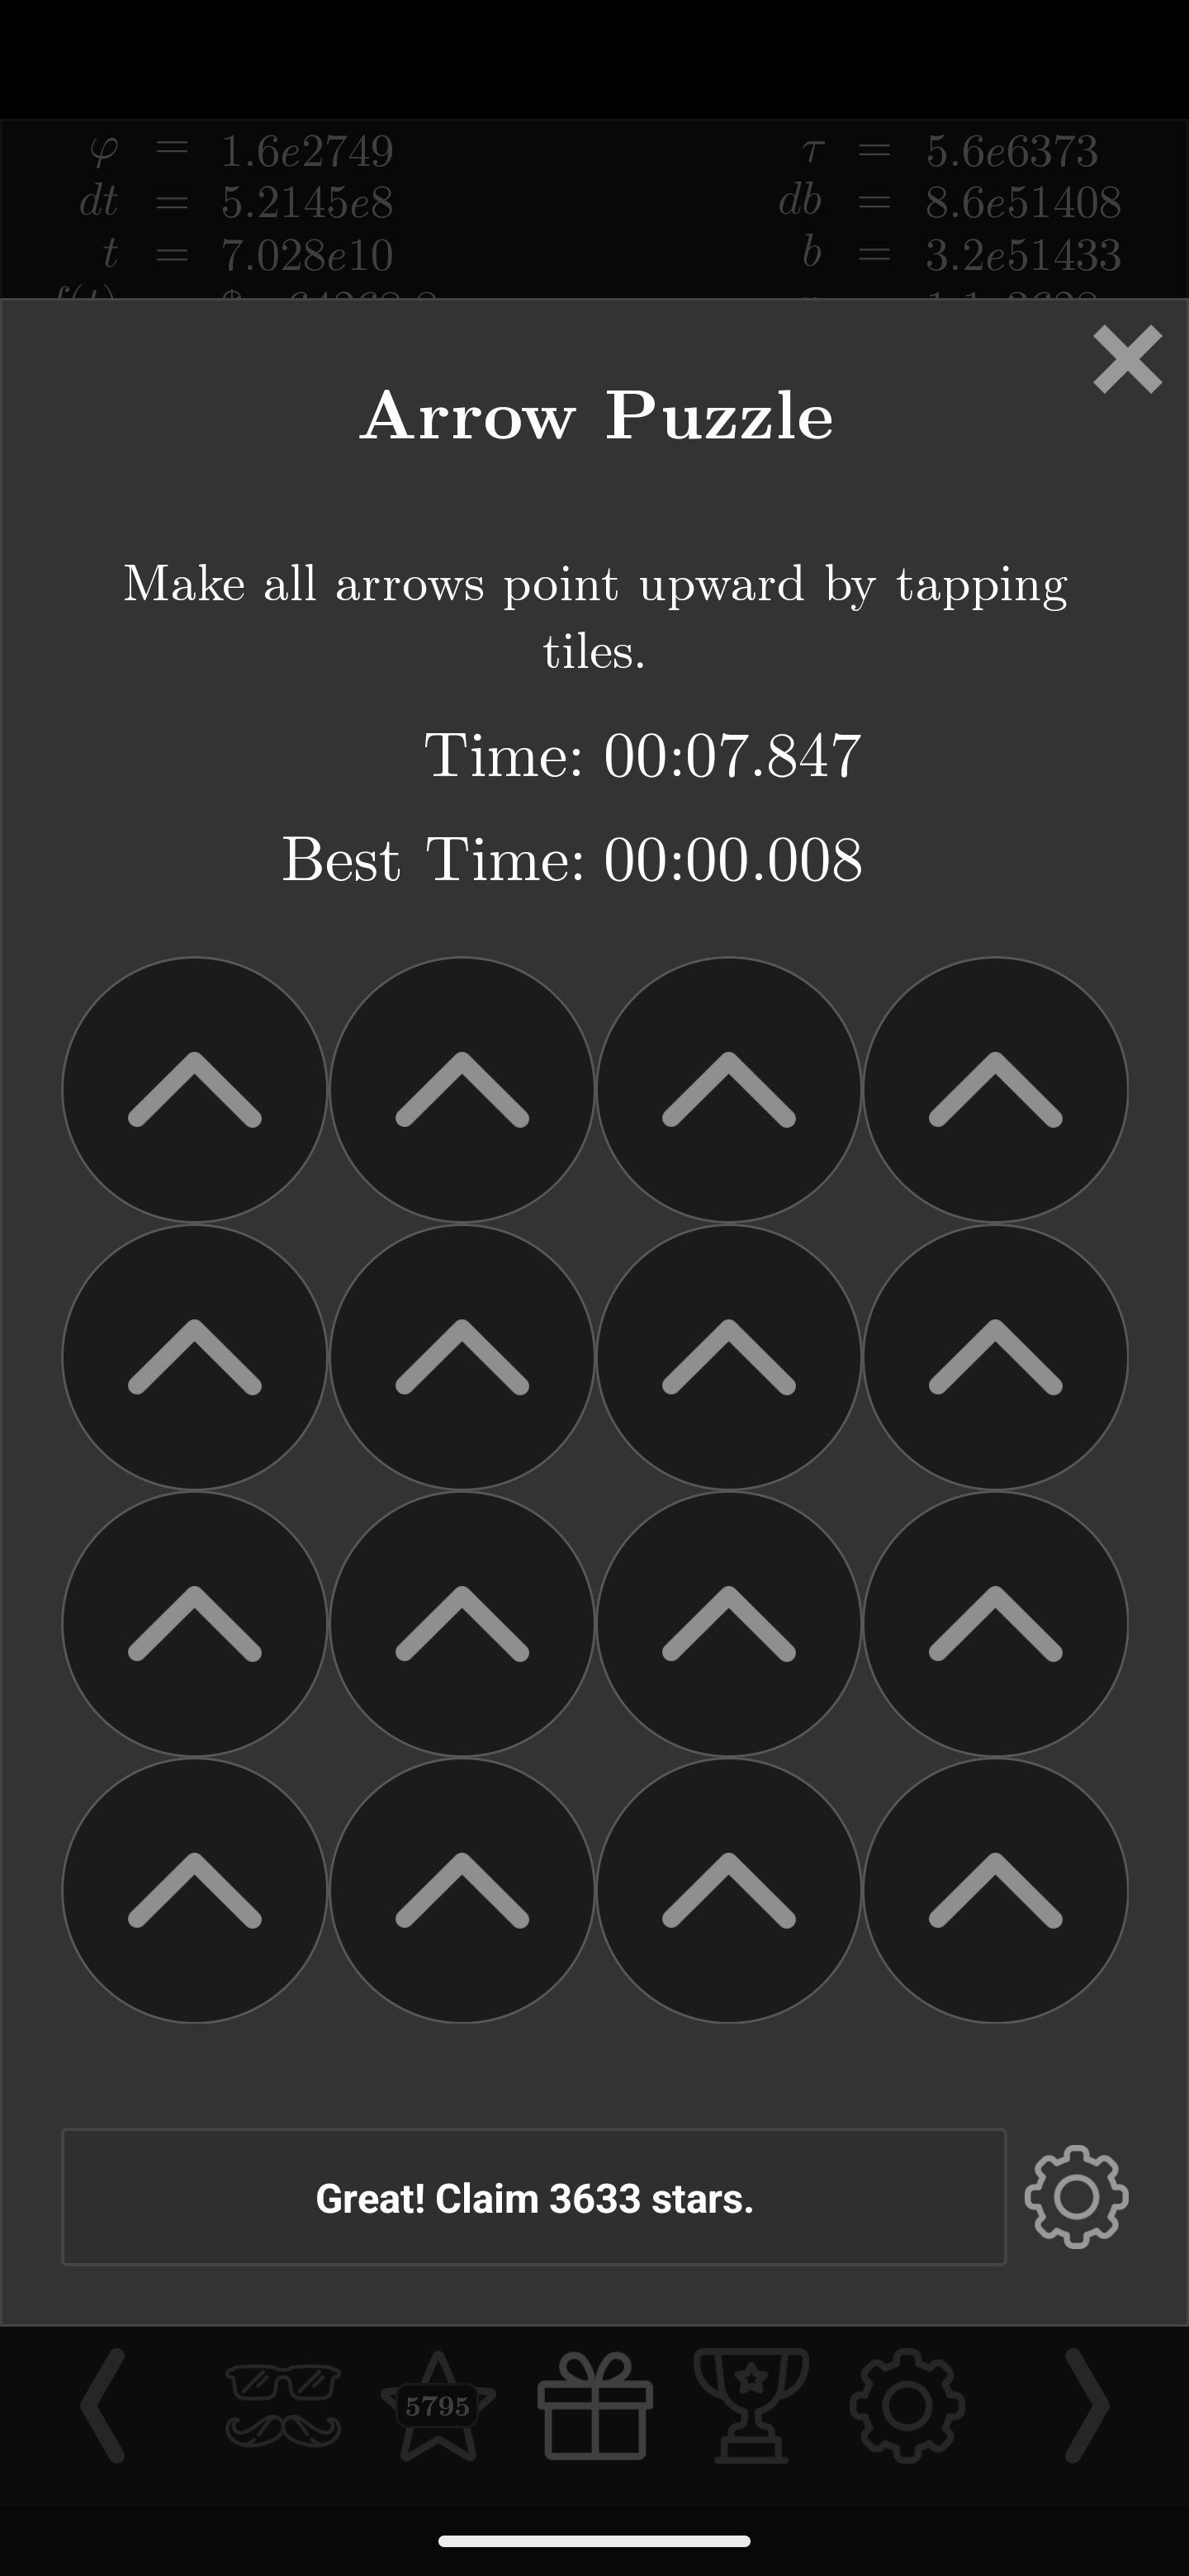 φ = 1.6e2749 τ = 5.6e6373
dt = 5.2145e8 db = 8.6e51408
t = 7.028e10 b = 3.2e51433
Arrow Puzzle
Make all arrows point upward by tapping
tiles.
Time: 00:07.847
Best Time: 00:00.008
Great! Claim 3633 stars.
5795